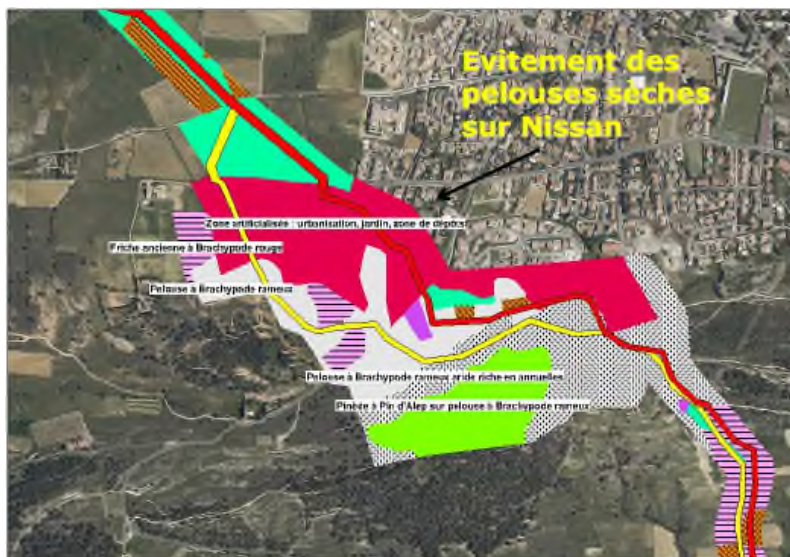 Evitement des
pelouses sèches
sur Nissan
Zone artificialisée : urbanisation, jardin, zone de dépôts
Friche ancienne à Brachypode rouge
Pelouse à Brachypode rameux
Pelouse à Brachypode rameux aride riche en annuelles
Pinède à Pin d'Alep sur pelouse à Brachypode rameux